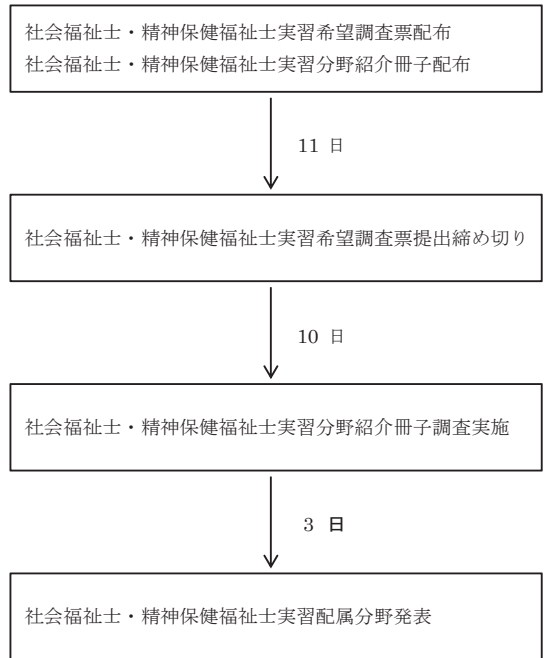 社会福祉士・精神保健福祉士実習希望調査票配布
社会福祉士・精神保健福祉士実習分野紹介冊子配布
11 日
社会福祉士・精神保健福祉士実習希望調査票提出締め切り
10 日
社会福祉士・精神保健福祉士実習分野紹介冊子調査実施
3 日
社会福祉士・精神保健福祉士実習配属分野発表